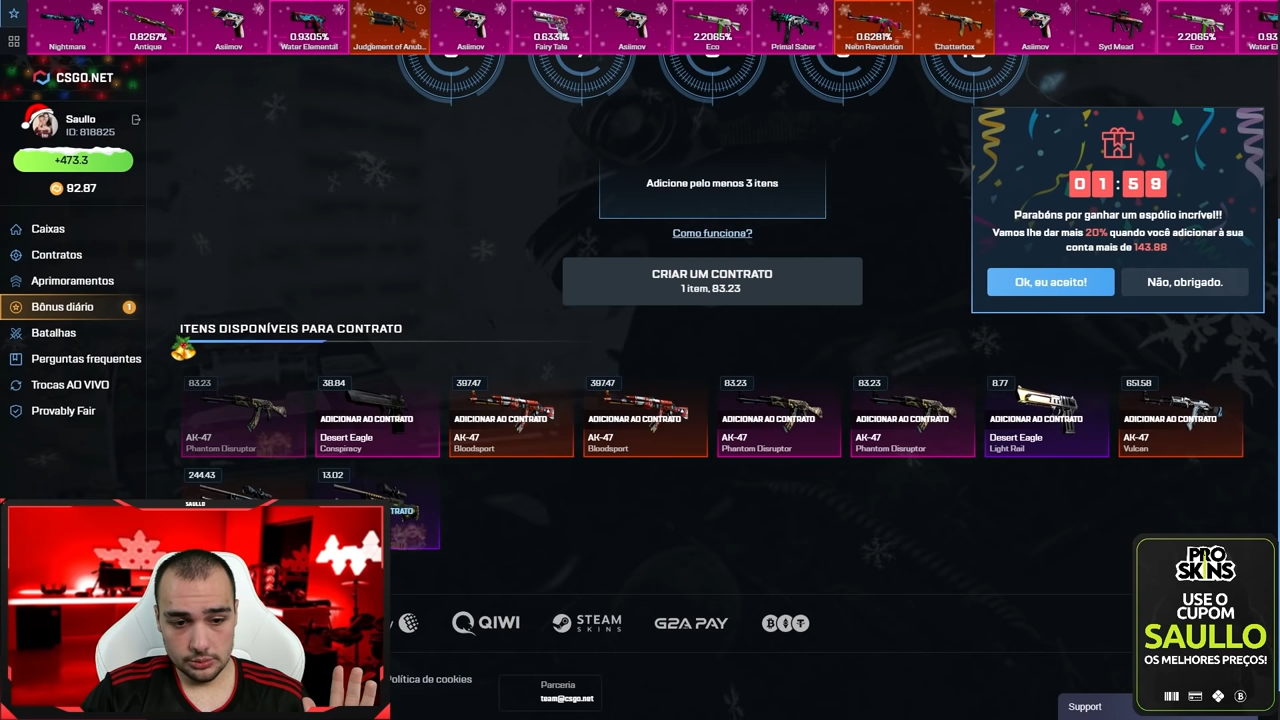 0.6267%
0.9305%
0.6331%
2.2065%
0.6281%
2.2065%
0.93
Nightmare
Antique
Asiimov
Water Elemental
Judgement of Anub...
Asiimov
Fairy Tale
Asiimov
Eco
Primal Saber
Neon Revolution
Chatterbox
Asiimov
Syd Mead
Eco
Water El
CSGO.NET
Saullo
ID: 818825
+473.3
92.87
Caixas
Contratos
Aprimoramentos
Bônus diário
1
Batalhas
Perguntas frequentes
Trocas AO VIVO
Provably Fair
Adicione pelo menos 3 itens
Como funciona?
CRIAR UM CONTRATO
1 item, 83.23
01:59
Parabéns por ganhar um espólio incrível!!
Vamos lhe dar mais 20% quando você adicionar à sua
conta mais de 143.88
Ok, eu aceito!
Não, obrigado.
ITENS DISPONÍVEIS PARA CONTRATO
83.23
AK-47
Phantom Disruptor
38.84
ADICIONAR AO CONTRATO
Desert Eagle
Conspiracy
397.47
ADICIONAR AO CONTRATO
AK-47
Bloodsport
397.47
ADICIONAR AO CONTRATO
AK-47
Bloodsport
83.23
ADICIONAR AO CONTRATO
AK-47
Phantom Disruptor
83.23
ADICIONAR AO CONTRATO
AK-47
Phantom Disruptor
8.77
ADICIONAR AO CONTRATO
Desert Eagle
Light Rail
651.58
ADICIONAR AO CONTRATO
AK-47
Vulcan
244.43
13.02
TRATO
SAULLO
QIWI
STEAM
SKINS
G2A PAY
Política de cookies
Parceria
team@csgo.net
Support
PRO
SKINS
USE O
CUPOM
SAULLO
OS MELHORES PREÇOS!